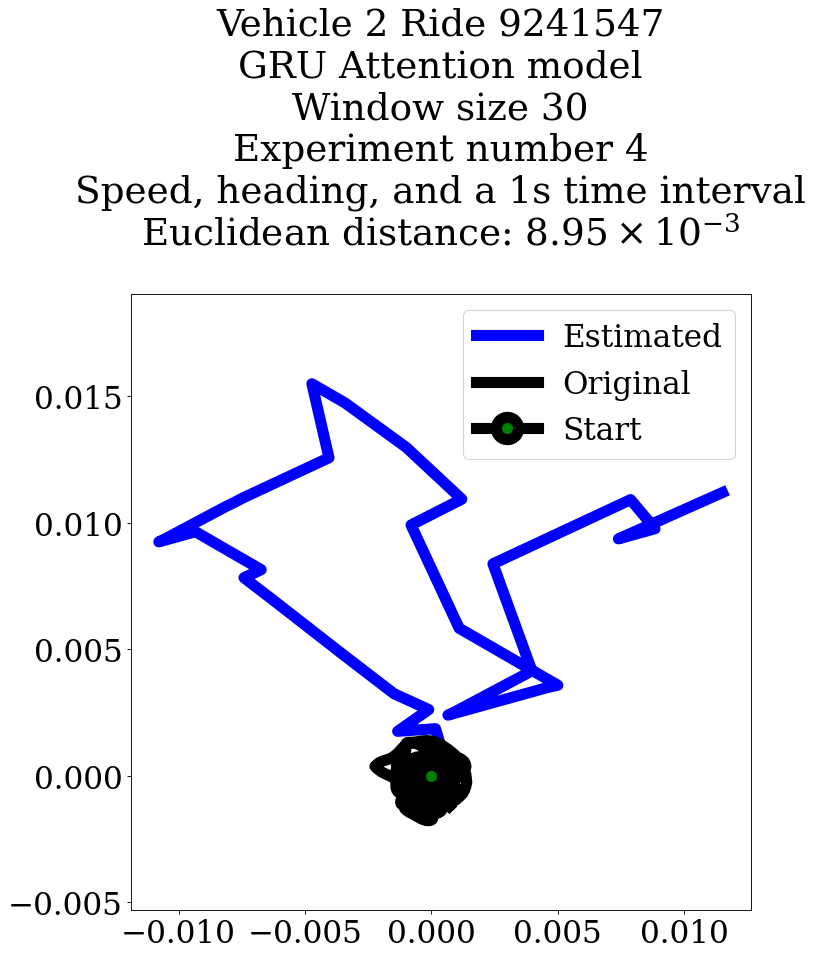 Vehicle 2 Ride 9241547
GRU Attention model
Window size 30
Experiment number 4
Speed, heading, and a 1s time interval
Euclidean distance: 8.95 × 10⁻³
Estimated
Original
Start
0.015
0.010
0.005
0.000
−0.005
−0.010 −0.005 0.000 0.005 0.010